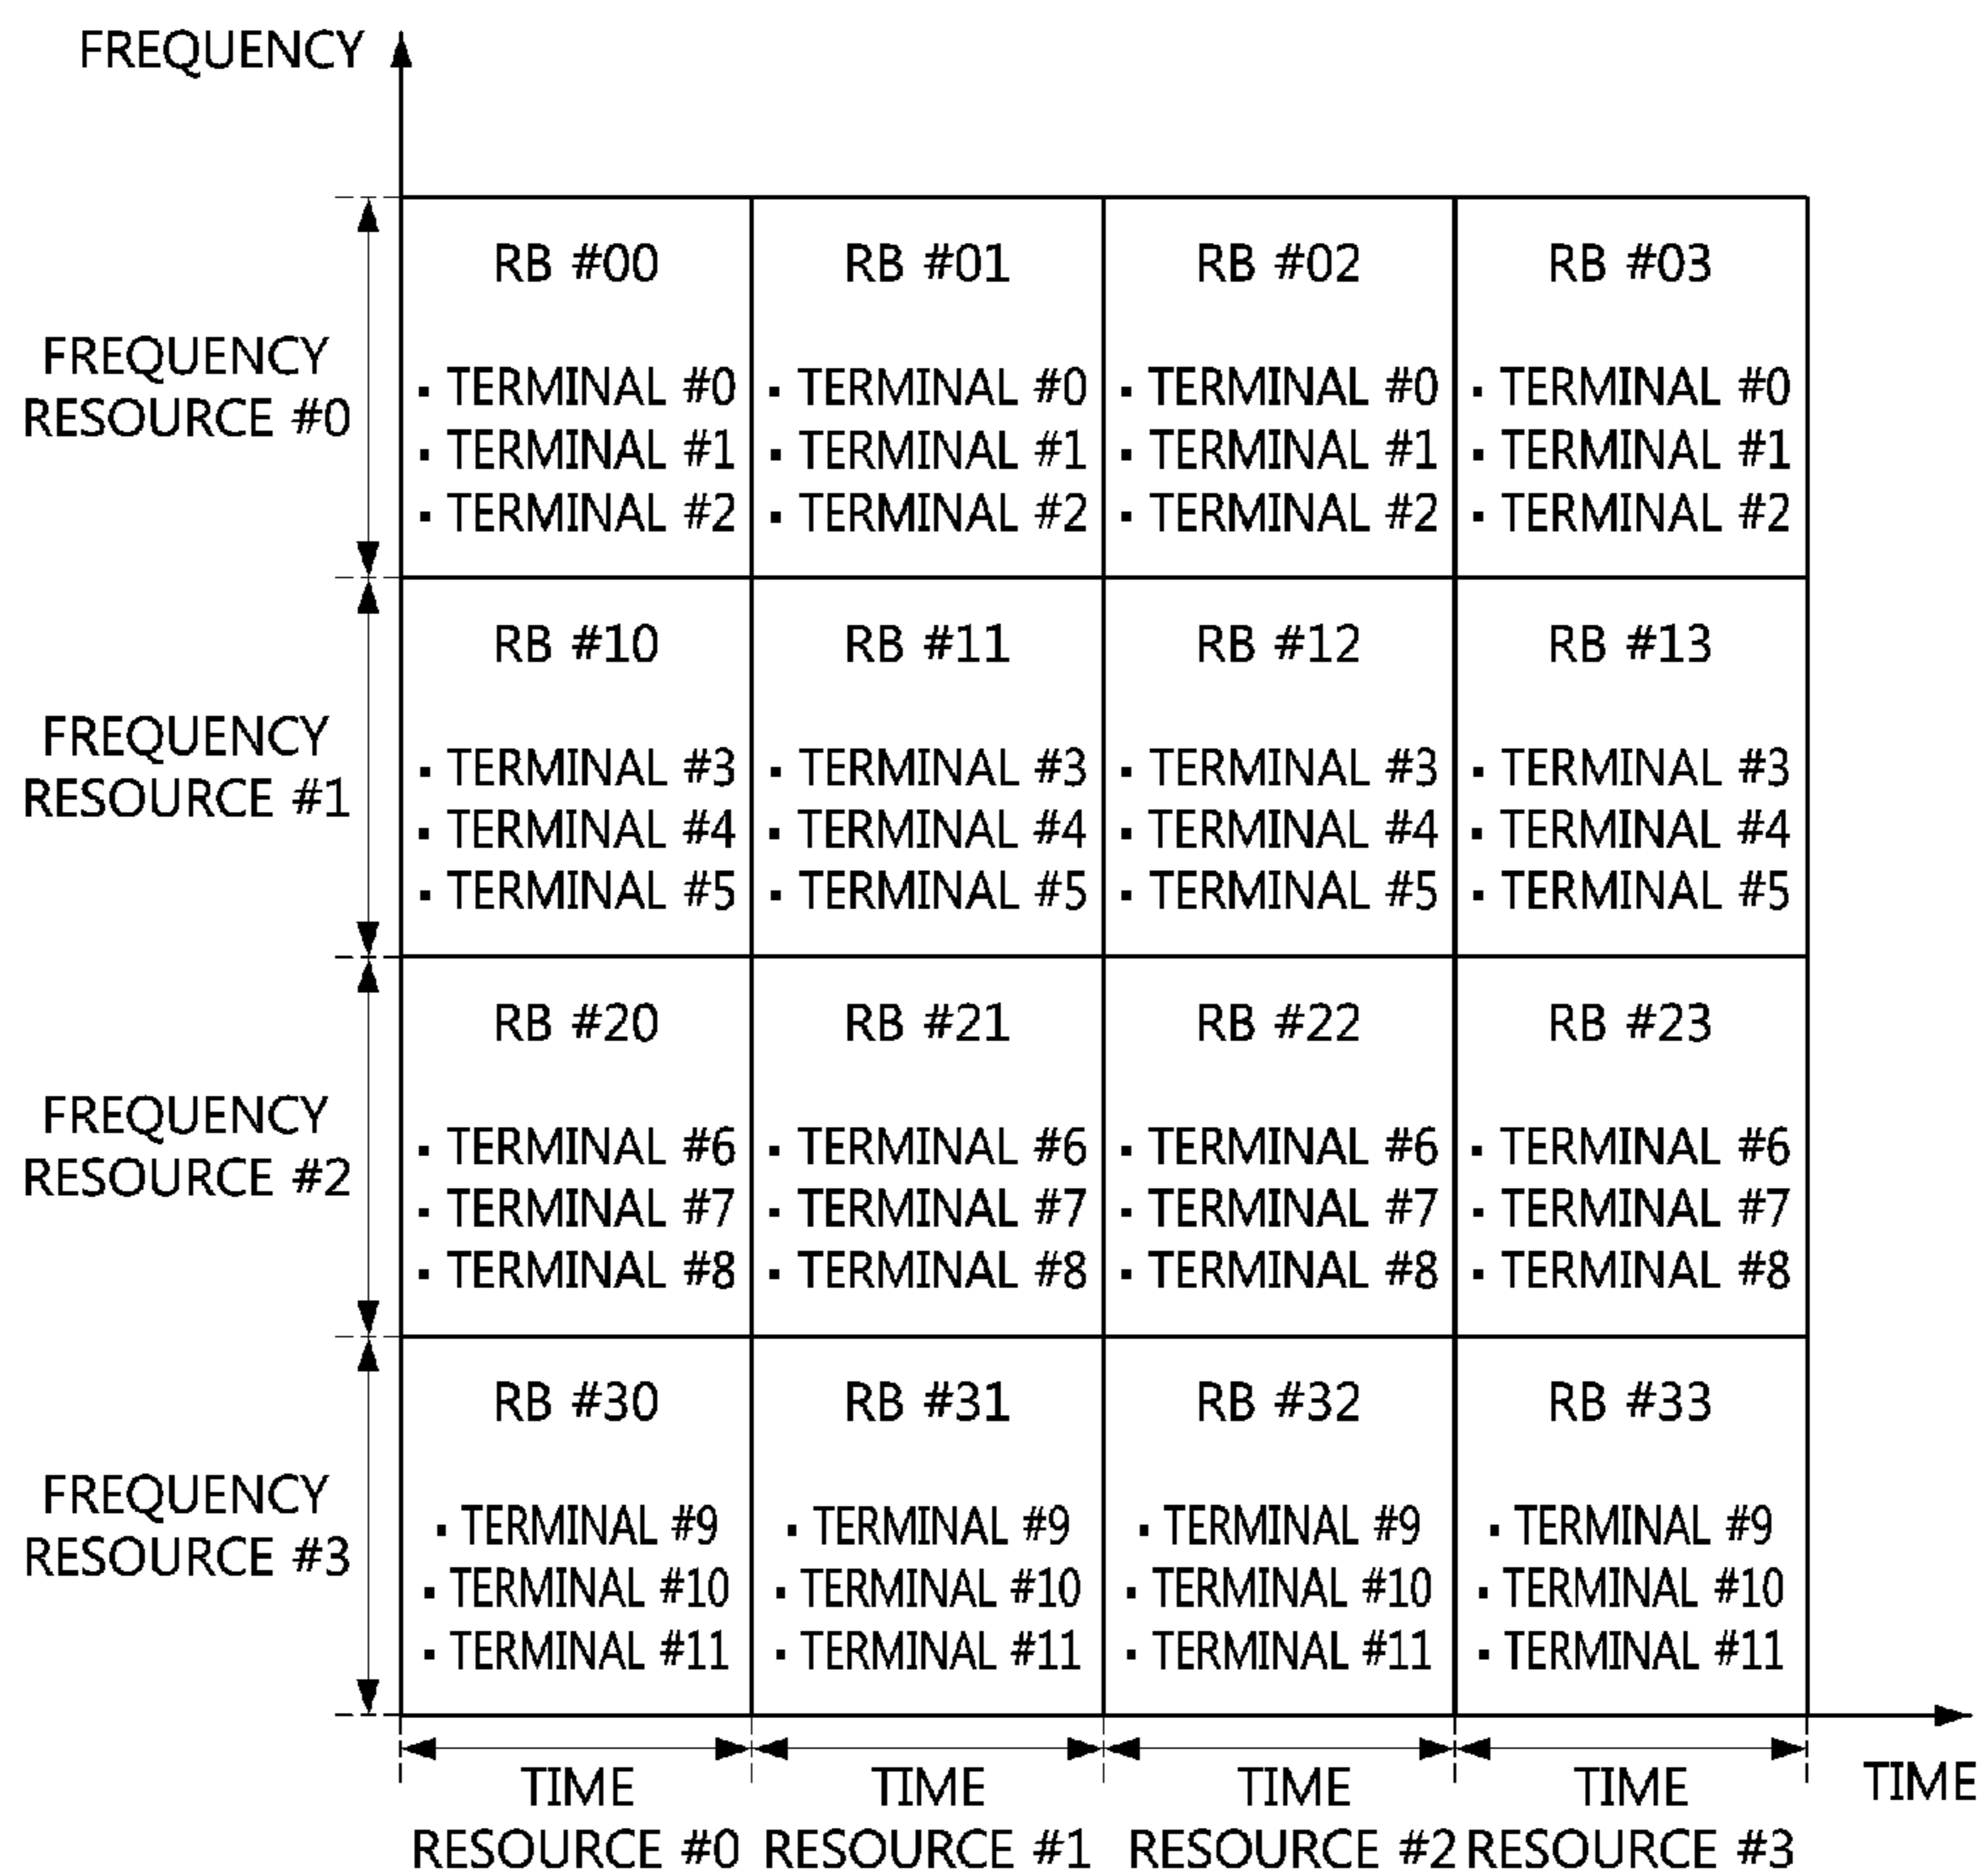 FREQUENCY
FREQUENCY
RESOURCE #0
RB #00
· TERMINAL #0
· TERMINAL #1
· TERMINAL #2
RB #01
· TERMINAL #0
· TERMINAL #1
· TERMINAL #2
RB #02
· TERMINAL #0
· TERMINAL #1
· TERMINAL #2
RB #03
· TERMINAL #0
· TERMINAL #1
· TERMINAL #2
FREQUENCY
RESOURCE #1
RB #10
· TERMINAL #3
· TERMINAL #4
· TERMINAL #5
RB #11
· TERMINAL #3
· TERMINAL #4
· TERMINAL #5
RB #12
· TERMINAL #3
· TERMINAL #4
· TERMINAL #5
RB #13
· TERMINAL #3
· TERMINAL #4
· TERMINAL #5
FREQUENCY
RESOURCE #2
RB #20
· TERMINAL #6
· TERMINAL #7
· TERMINAL #8
RB #21
· TERMINAL #6
· TERMINAL #7
· TERMINAL #8
RB #22
· TERMINAL #6
· TERMINAL #7
· TERMINAL #8
RB #23
· TERMINAL #6
· TERMINAL #7
· TERMINAL #8
FREQUENCY
RESOURCE #3
RB #30
· TERMINAL #9
· TERMINAL #10
· TERMINAL #11
RB #31
· TERMINAL #9
· TERMINAL #10
· TERMINAL #11
RB #32
· TERMINAL #9
· TERMINAL #10
· TERMINAL #11
RB #33
· TERMINAL #9
· TERMINAL #10
· TERMINAL #11
TIME
RESOURCE #0
TIME
RESOURCE #1
TIME
RESOURCE #2
TIME
RESOURCE #3
TIME